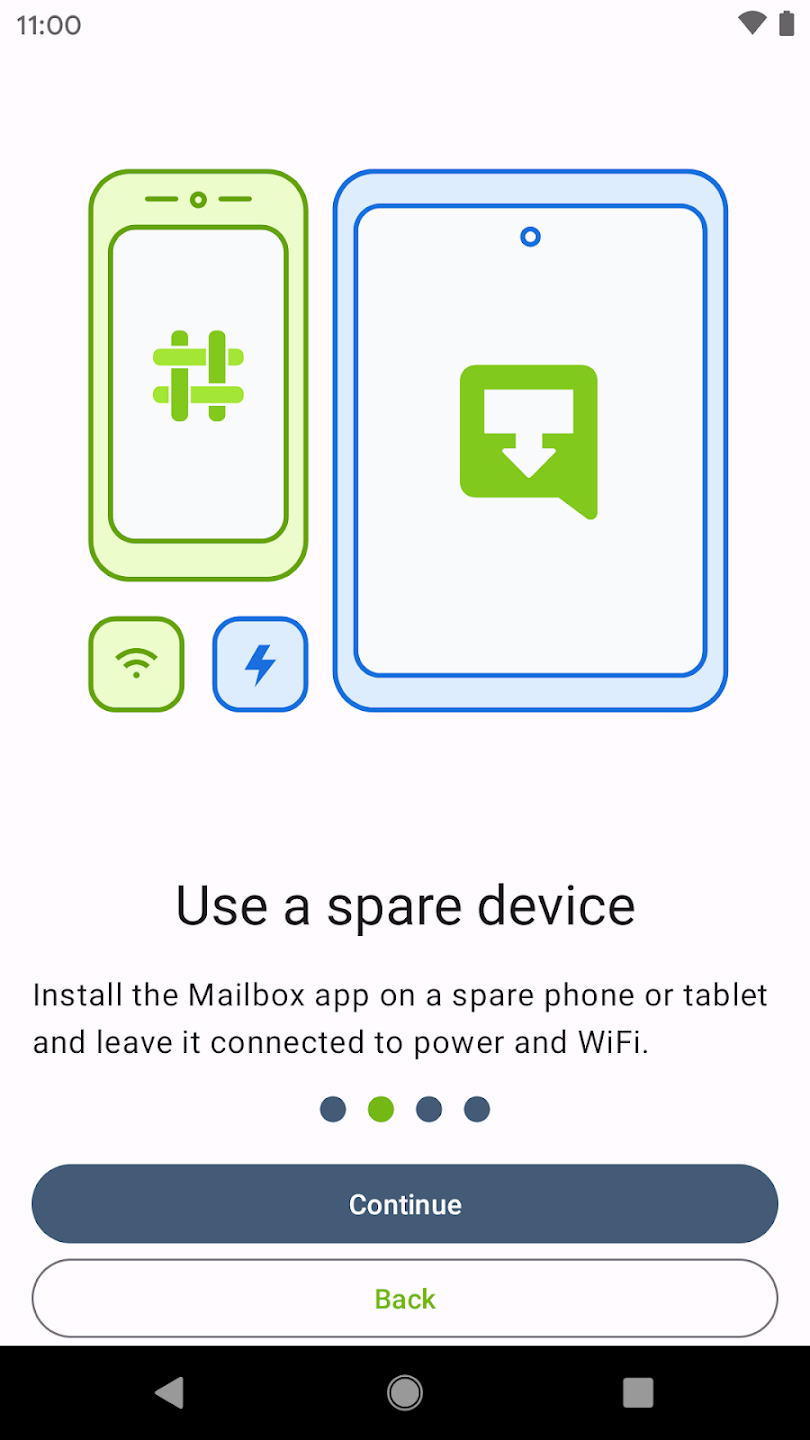 11:00
Use a spare device
Install the Mailbox app on a spare phone or tablet
and leave it connected to power and WiFi.
Continue
Back